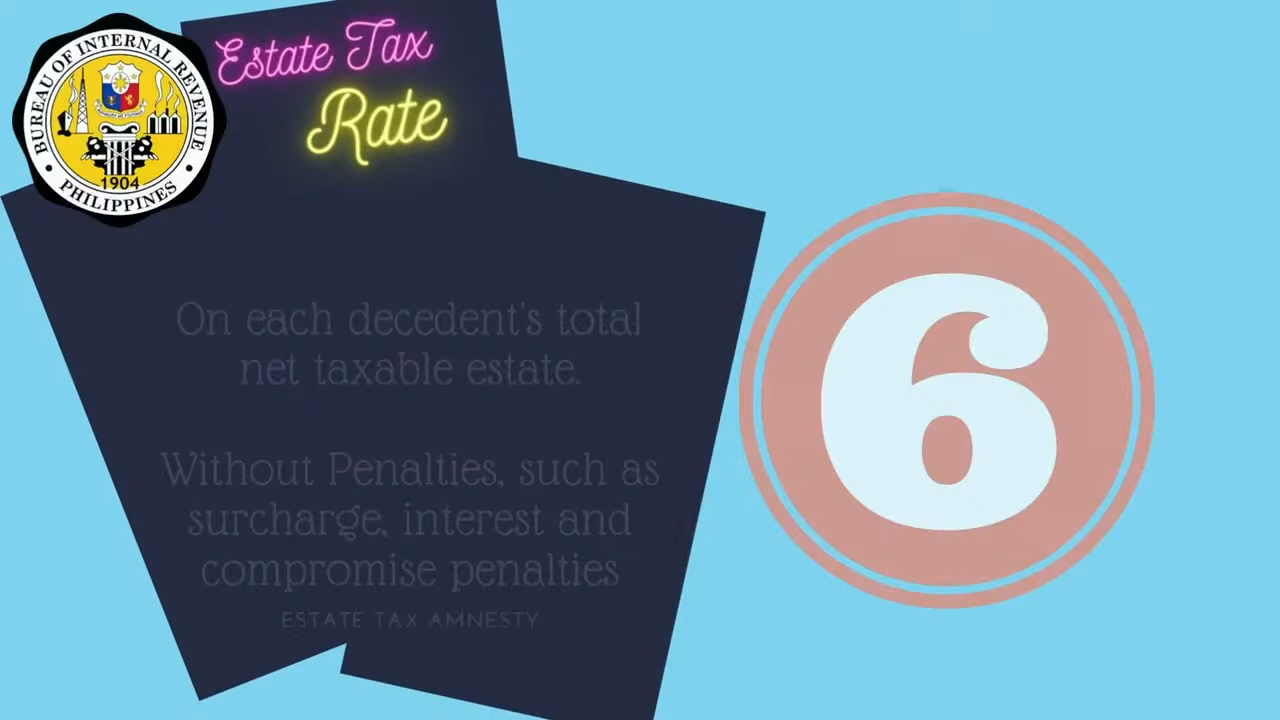 BUREAU OF INTERNAL REVENUE
PHILIPPINES
1904
Estate Tax
Rate
On each decedent's total
net taxable estate.
Without Penalties, such as
surcharge, interest and
compromise penalties
ESTATE TAX AMNESTY
6